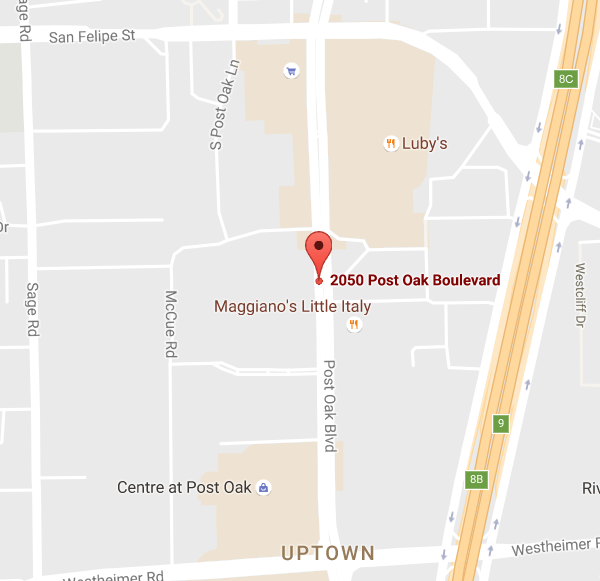 age Rd
San Felipe St
8C
S Post Oak Ln
Luby's
Dr
2050 Post Oak Boulevard
Westcliff Dr
Sage Rd
McCue Rd
Maggiano's Little Italy
Post Oak Blvd
9
8B
Centre at Post Oak
Riv
UPTOWN
Westheimer R
Westheimer Rd